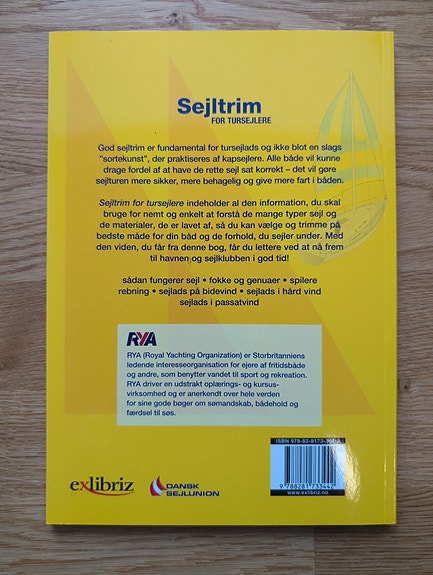 Sejltrim
FOR TURSEJLERE
God sejltrim er fundamental for tursejlads og ikke blot en slags
"sortekunst", der praktiseres af kapsejlere. Alle både vil kunne
drage fordel af at have de rette sejl sat korrekt – det vil gøre
sejlturen mere sikker, mere behagelig og give mere fart i båden.
Sejltrim for tursejlere indeholder al den information, du skal
bruge for nemt og enkelt at forstå de mange typer sejl og
de materialer, de er lavet af, så du kan vælge og trimme på
bedste måde for din båd og de forhold, du sejler under. Med
den viden, du får fra denne bog, får du lettere ved at nå frem
til havnen og sejlklubben i god tid!
sådan fungerer sejl • fokke og genuaer • spilere
rebning • sejlads på bidevind • sejlads i hård vind
sejlads i passatvind
RYA
RYA (Royal Yachting Organization) er Storbritanniens
ledende interesseorganisation for ejere af fritidsbåde
og andre, som benytter vandet til sport og rekreation.
RYA driver en udstrakt oplærings- og kursus-
virksomhed og er anerkendt over hele verden
for sine gode bøger om sømandskab, bådehold og
færdsel til søs.
exlibriz
DANSK
SEJLUNION
ISBN 978-82-8173-344-2
9 788281 733442
www.exlibriz.no